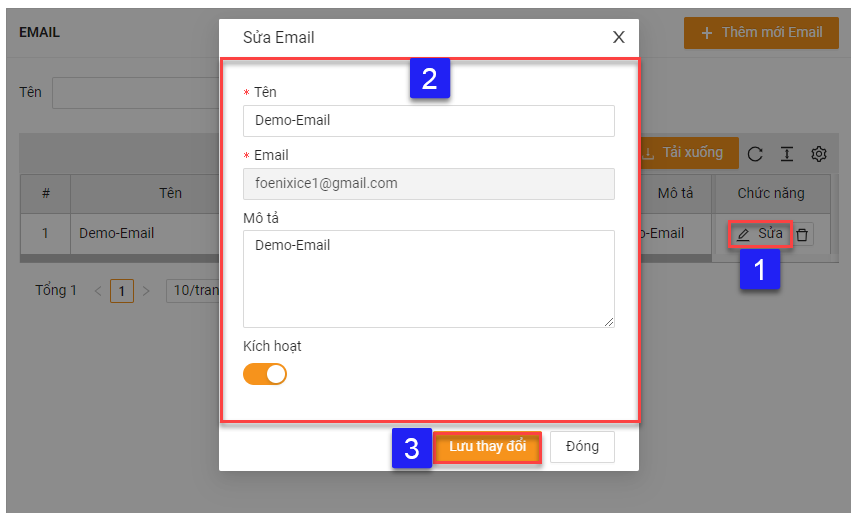 EMAIL
+ Thêm mới Email
Tên
Tải xuống
# Tên Mô tả Chức năng
1 Demo-Email o-Email Sửa
1
Tổng 1 < 1 > 10/tran
Sửa Email X
2
* Tên
Demo-Email
* Email
foenixice1@gmail.com
Mô tả
Demo-Email
Kích hoạt
3 Lưu thay đổi Đóng